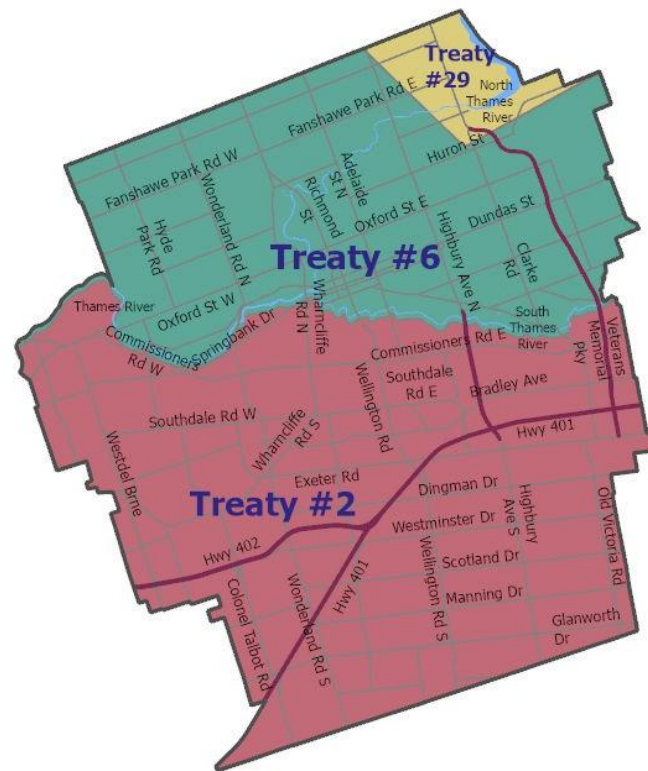 Treaty
#29
North
Thames
River
Fanshawe Park Rd E
Huron St
Fanshawe Park Rd W
Wonderland Rd N
Hyde
Park Rd
Richmond
St
Adelaide
St N
Oxford St E
Dundas St
Highbury Ave N
Clarke
Rd
Treaty #6
Thames River
Oxford St W
Commissioners
Rd W
Springbank Dr
Wharncliffe
Rd N
South
Thames
River
Commissioners Rd E
Veterans
Memorial
Pky
Wellington Rd
Southdale
Rd E
Bradley Ave
Southdale Rd W
Wharncliffe
Rd S
Westdel Brne
Hwy 401
Exeter Rd
Treaty #2
Dingman Dr
Westminster Dr
Highbury
Ave S
Old Victoria Rd
Hwy 402
Hwy 401
Scotland Dr
Wellington Rd S
Manning Dr
Colonel Talbot Rd
Wonderland Rd S
Glanworth
Dr